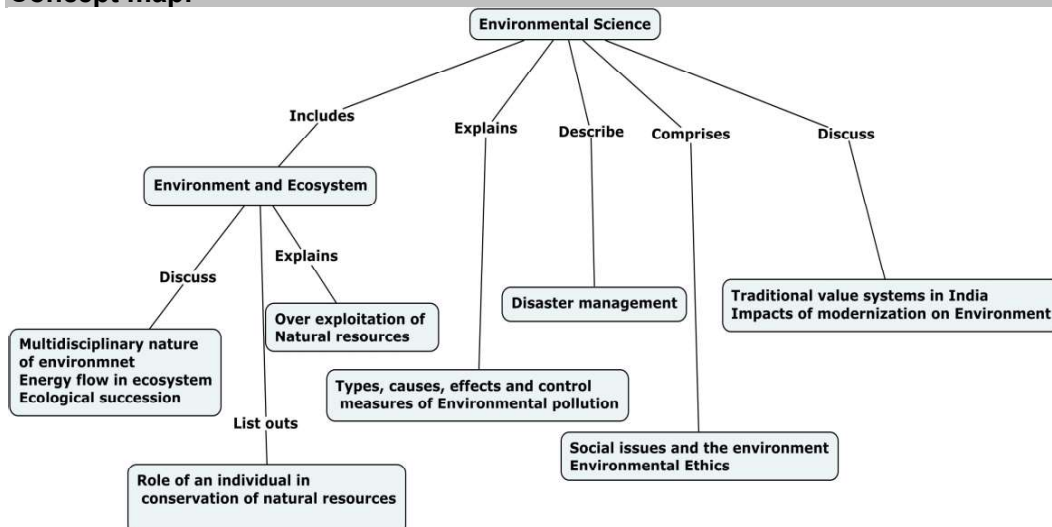 Concept map:
Environmental Science
Includes
Explains
Describe
Comprises
Discuss
Environment and Ecosystem
Discuss
Explains
List outs
Multidisciplinary nature
of environmnet
Energy flow in ecosystem
Ecological succession
Over exploitation of
Natural resources
Role of an individual in
conservation of natural resources
Types, causes, effects and control
measures of Environmental pollution
Disaster management
Social issues and the environment
Environmental Ethics
Traditional value systems in India
Impacts of modernization on Environment